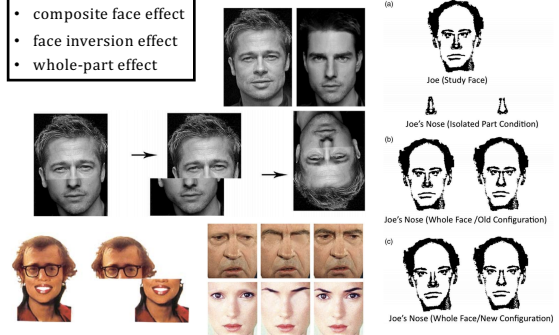 • composite face effect
• face inversion effect
• whole-part effect
(a)
Joe (Study Face)
Joe's Nose (Isolated Part Condition)
(b)
Joe's Nose (Whole Face /Old Configuration)
(c)
Joe's Nose (Whole Face/New Configuration)